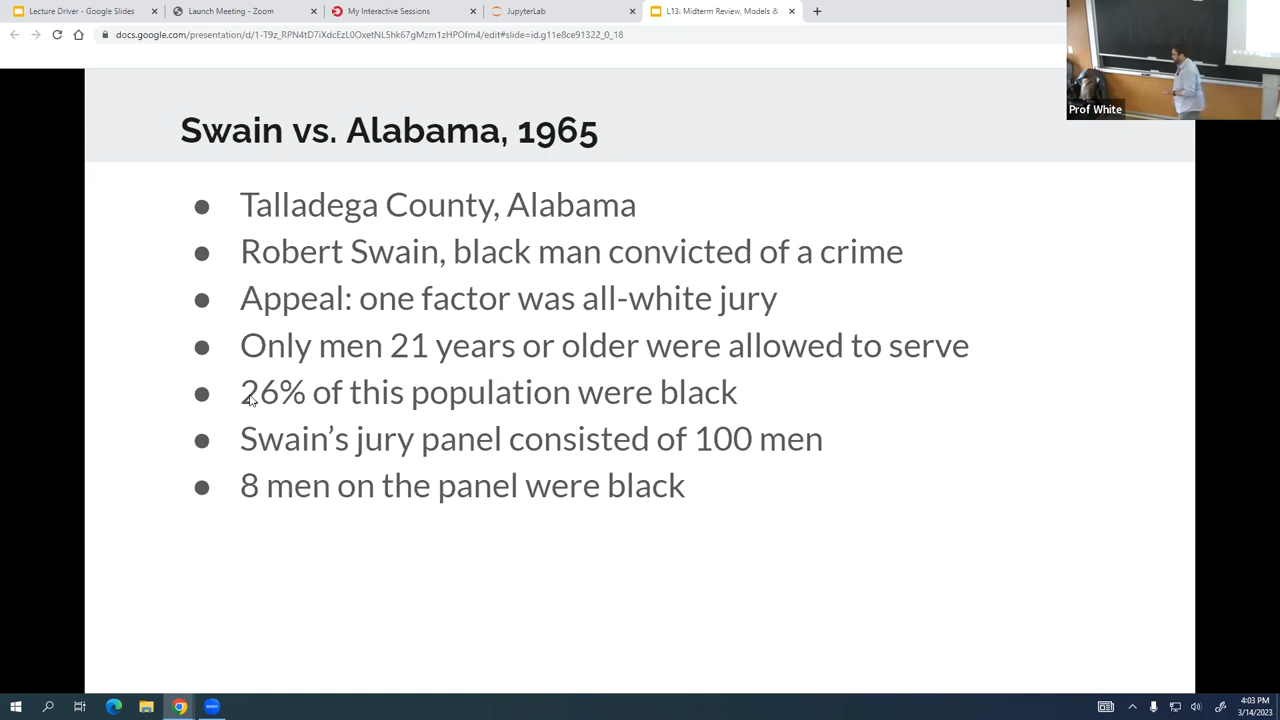 Lecture Driver - Google Slides
Launch Meeting - Zoom
My Interactive Sessions
JupyterLab
L13: Midterm Review, Models &
docs.google.com/presentation/d/1-T9z_RPN4tD7iXdcEzL0OxetNL5hk67gMzm1zHPOfm4/edit#slide=id.g11e8ce91322_0_18
Prof White
Swain vs. Alabama, 1965
● Talladega County, Alabama
● Robert Swain, black man convicted of a crime
● Appeal: one factor was all-white jury
● Only men 21 years or older were allowed to serve
● 26% of this population were black
● Swain’s jury panel consisted of 100 men
● 8 men on the panel were black
4:03 PM
3/14/2023